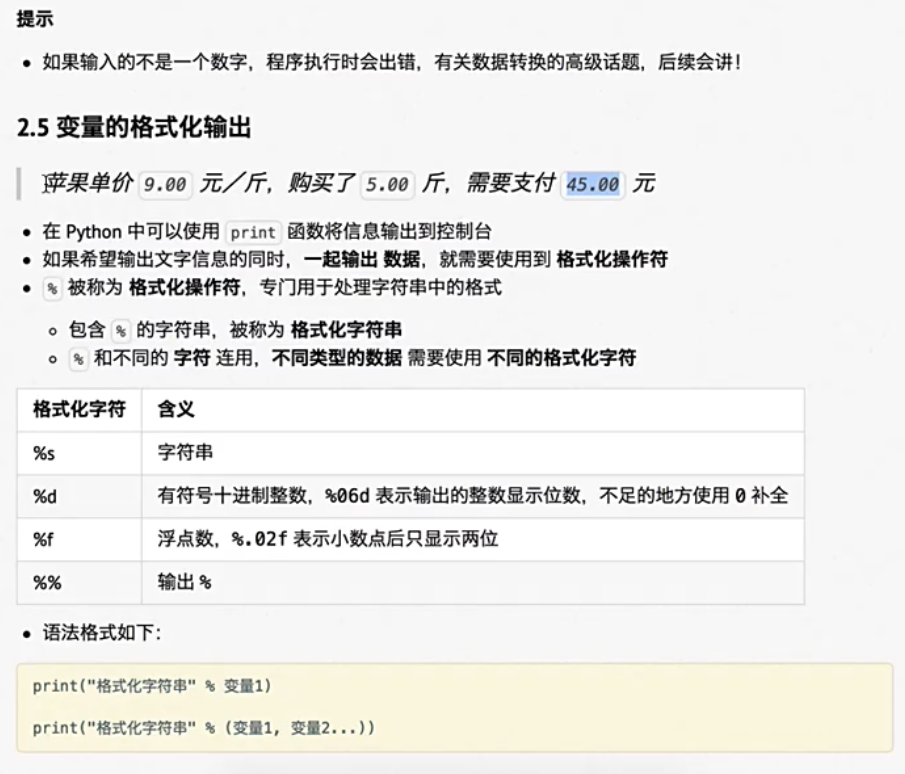 提示
• 如果输入的不是一个数字，程序执行时会出错，有关数据转换的高级话题，后续会讲！
2.5 变量的格式化输出
苹果单价 9.00 元／斤，购买了 5.00 斤，需要支付 45.00 元
• 在 Python 中可以使用 print 函数将信息输出到控制台
• 如果希望输出文字信息的同时，一起输出 数据，就需要使用到 格式化操作符
• % 被称为 格式化操作符，专门用于处理字符串中的格式
◦ 包含 % 的字符串，被称为 格式化字符串
◦ % 和不同的 字符 连用，不同类型的数据 需要使用 不同的格式化字符
格式化字符 含义
%s 字符串
%d 有符号十进制整数，%06d 表示输出的整数显示位数，不足的地方使用 0 补全
%f 浮点数，%.02f 表示小数点后只显示两位
%% 输出 %
• 语法格式如下：
print("格式化字符串" % 变量1)
print("格式化字符串" % (变量1, 变量2...))